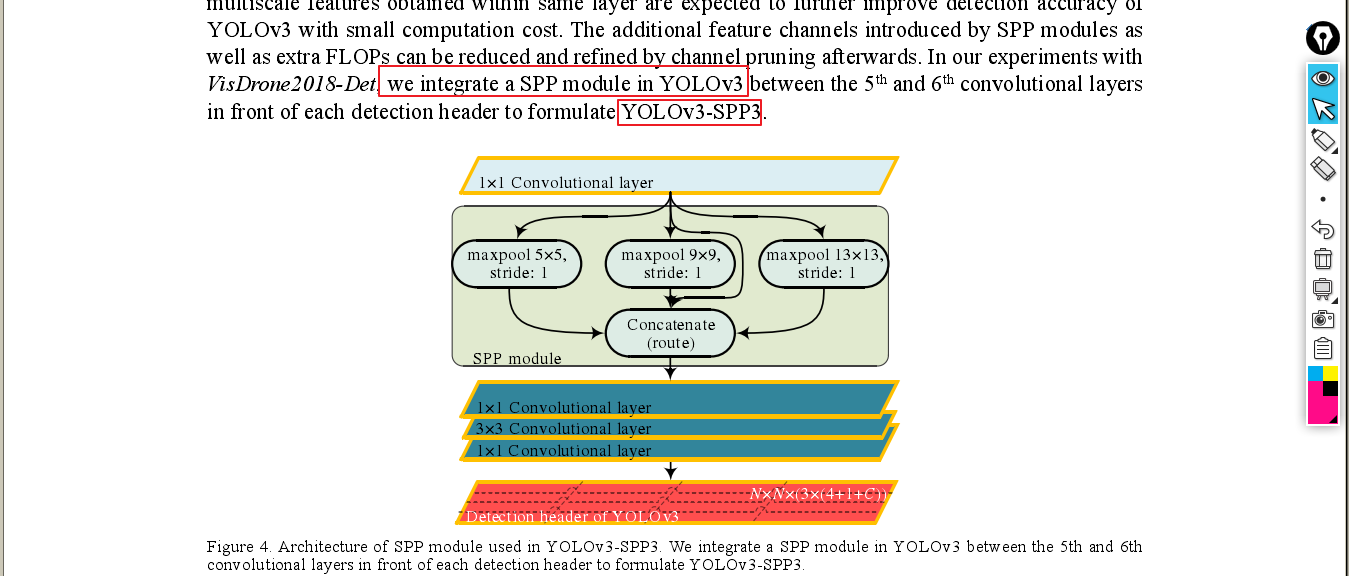 multiscale features obtained within same layer are expected to further improve detection accuracy of
YOLOv3 with small computation cost. The additional feature channels introduced by SPP modules as
well as extra FLOPs can be reduced and refined by channel pruning afterwards. In our experiments with
VisDrone2018-Det, we integrate a SPP module in YOLOv3 between the 5th and 6th convolutional layers
in front of each detection header to formulate YOLOv3-SPP3.
1×1 Convolutional layer
maxpool 5×5,
stride: 1
maxpool 9×9,
stride: 1
maxpool 13×13,
stride: 1
Concatenate
(route)
SPP module
1×1 Convolutional layer
3×3 Convolutional layer
1×1 Convolutional layer
N×N×(3×(4+1+C))
Detection header of YOLOv3
Figure 4. Architecture of SPP module used in YOLOv3-SPP3. We integrate a SPP module in YOLOv3 between the 5th and 6th
convolutional layers in front of each detection header to formulate YOLOv3-SPP3.